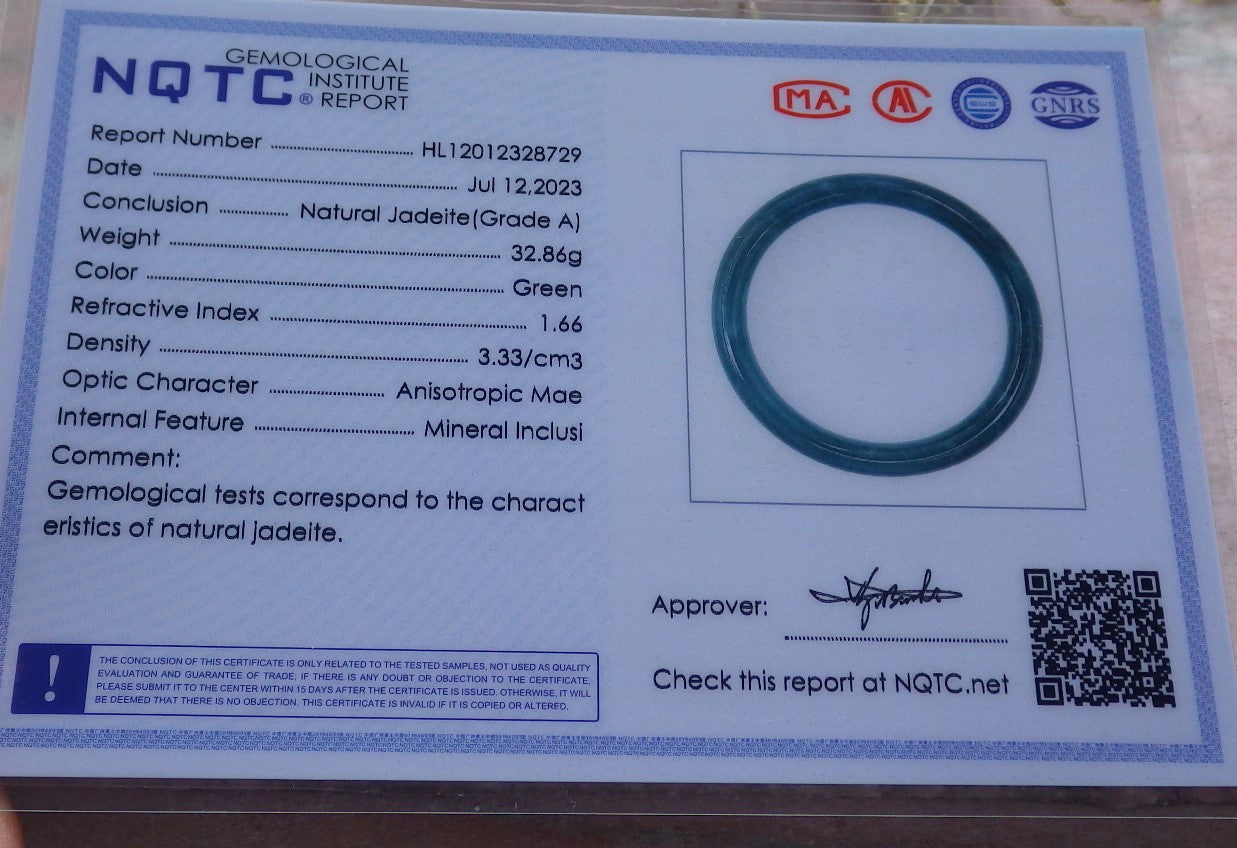 NQTC® GEMOLOGICAL INSTITUTE REPORT
Report Number HL12012328729
Date Jul 12,2023
Conclusion Natural Jadeite(Grade A)
Weight 32.86g
Color Green
Refractive Index 1.66
Density 3.33/cm3
Optic Character Anisotropic Mae
Internal Feature Mineral Inclusi
Comment:
Gemological tests correspond to the charact
eristics of natural jadeite.
THE CONCLUSION OF THIS CERTIFICATE IS ONLY RELATED TO THE TESTED SAMPLES, NOT USED AS QUALITY
EVALUATION AND GUARANTEE OF TRADE; IF THERE IS ANY DOUBT OR OBJECTION TO THE CERTIFICATE,
PLEASE SUBMIT IT TO THE CENTER WITHIN 15 DAYS AFTER THE CERTIFICATE IS ISSUED. OTHERWISE, IT WILL
BE DEEMED THAT THERE IS NO OBJECTION. THIS CERTIFICATE IS INVALID IF IT IS COPIED OR ALTERED.
MA
GNRS
Approver:
Check this report at NQTC.net